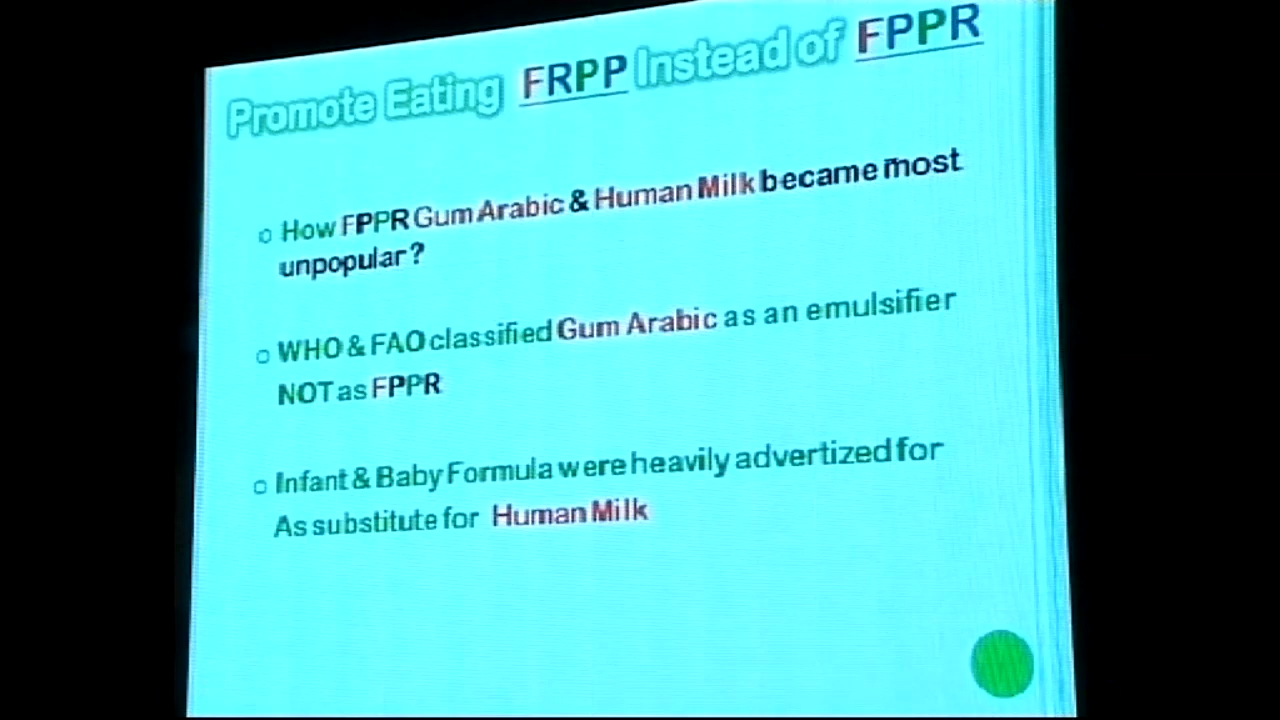 Promote Eating FRPP Instead of FPPR
o How FPPR Gum Arabic & Human Milk became most
unpopular?
o WHO & FAO classified Gum Arabic as an emulsifier
NOT as FPPR
o Infant & Baby Formula were heavily advertized for
As substitute for Human Milk